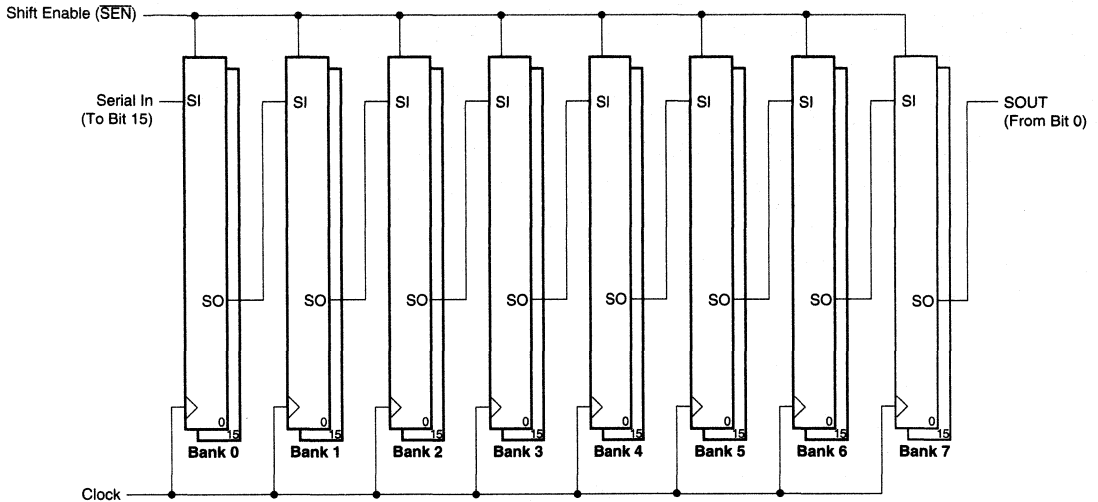 Shift Enable (SEN)
SI SI SI SI SI SI SI SI
Serial In
(To Bit 15)
SOUT
(From Bit 0)
SO SO SO SO SO SO SO SO
0 0 0 0 0 0 0 0
15 15 15 15 15 15 15 15
Bank 0 Bank 1 Bank 2 Bank 3 Bank 4 Bank 5 Bank 6 Bank 7
Clock